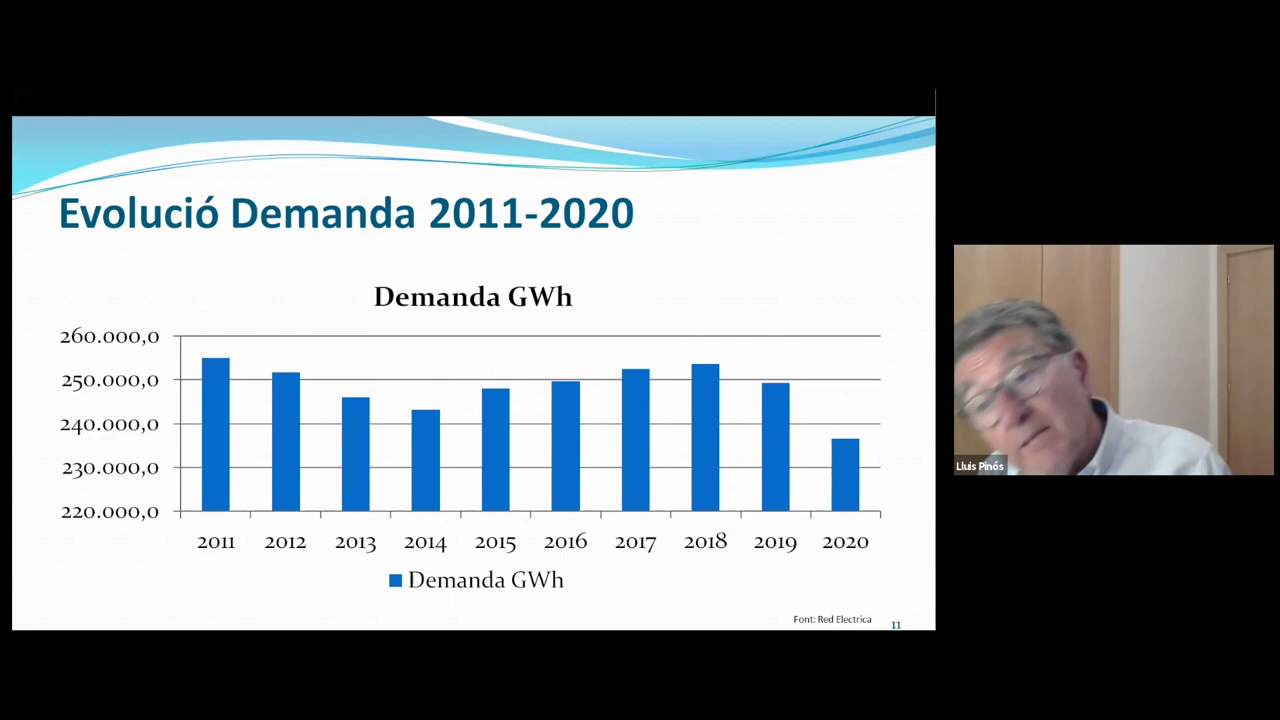 Evolució Demanda 2011-2020
Demanda GWh
260.000,0
250.000,0
240.000,0
230.000,0
220.000,0
2011 2012 2013 2014 2015 2016 2017 2018 2019 2020
Demanda GWh
Font: Red Electrica
11
Lluis Pinós